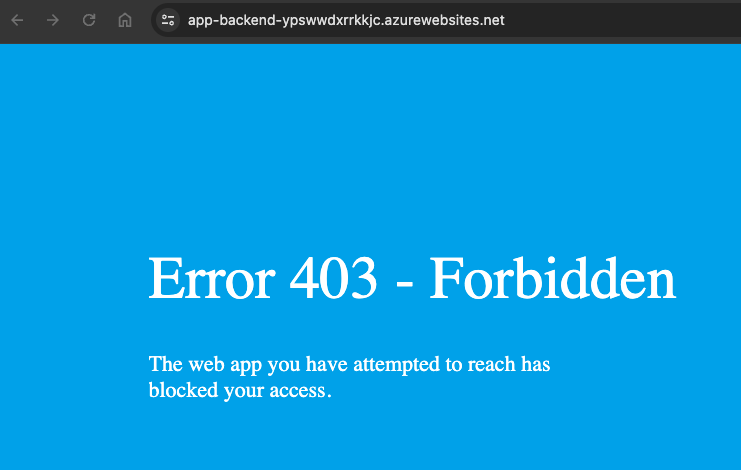 app-backend-ypswwdxrrkkjc.azurewebsites.net
Error 403 - Forbidden
The web app you have attempted to reach has
blocked your access.